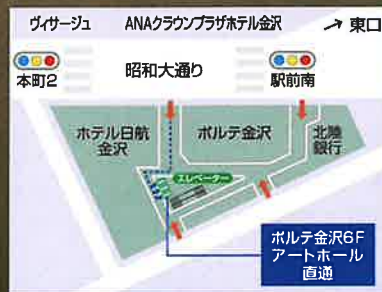 ヴィサージュ
ANAクラウンプラザホテル金沢
東口
本町2
昭和大通り
駅前南
ホテル日航
金沢
ポルテ金沢
北陸
銀行
エレベーター
ポルテ金沢6F
アートホール
直通